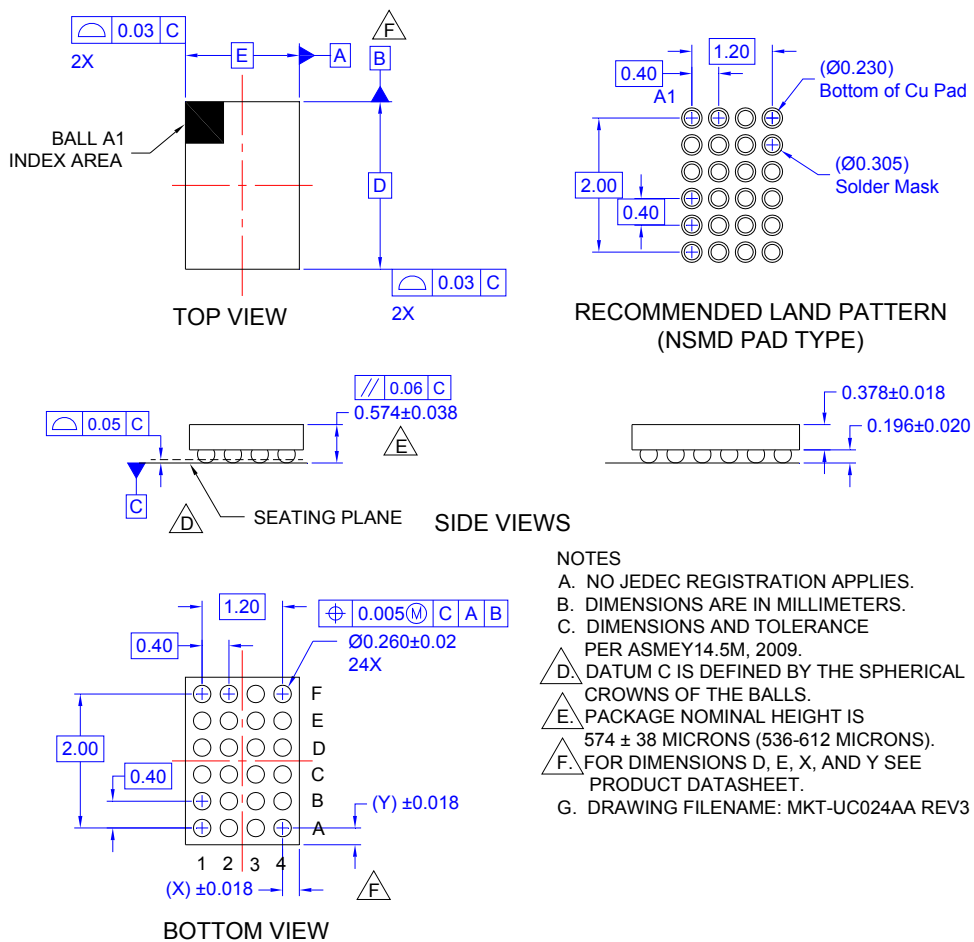 ⌓ 0.03 C
2X
E
A
F
B
BALL A1
INDEX AREA
D
⌓ 0.03 C
2X
TOP VIEW
1.20
0.40
A1
(Ø0.230)
Bottom of Cu Pad
(Ø0.305)
Solder Mask
2.00
0.40
RECOMMENDED LAND PATTERN
(NSMD PAD TYPE)
// 0.06 C
0.574±0.038
E
⌓ 0.05 C
C
D
SEATING PLANE
0.378±0.018
0.196±0.020
SIDE VIEWS
1.20
0.40
⌖ 0.005Ⓜ C A B
Ø0.260±0.02
24X
2.00
0.40
F
E
D
C
B
A
(Y) ±0.018
1 2 3 4
(X) ±0.018
F
BOTTOM VIEW
NOTES
A. NO JEDEC REGISTRATION APPLIES.
B. DIMENSIONS ARE IN MILLIMETERS.
C. DIMENSIONS AND TOLERANCE
PER ASMEY14.5M, 2009.
D. DATUM C IS DEFINED BY THE SPHERICAL
CROWNS OF THE BALLS.
E. PACKAGE NOMINAL HEIGHT IS
574 ± 38 MICRONS (536-612 MICRONS).
F. FOR DIMENSIONS D, E, X, AND Y SEE
PRODUCT DATASHEET.
G. DRAWING FILENAME: MKT-UC024AA REV3